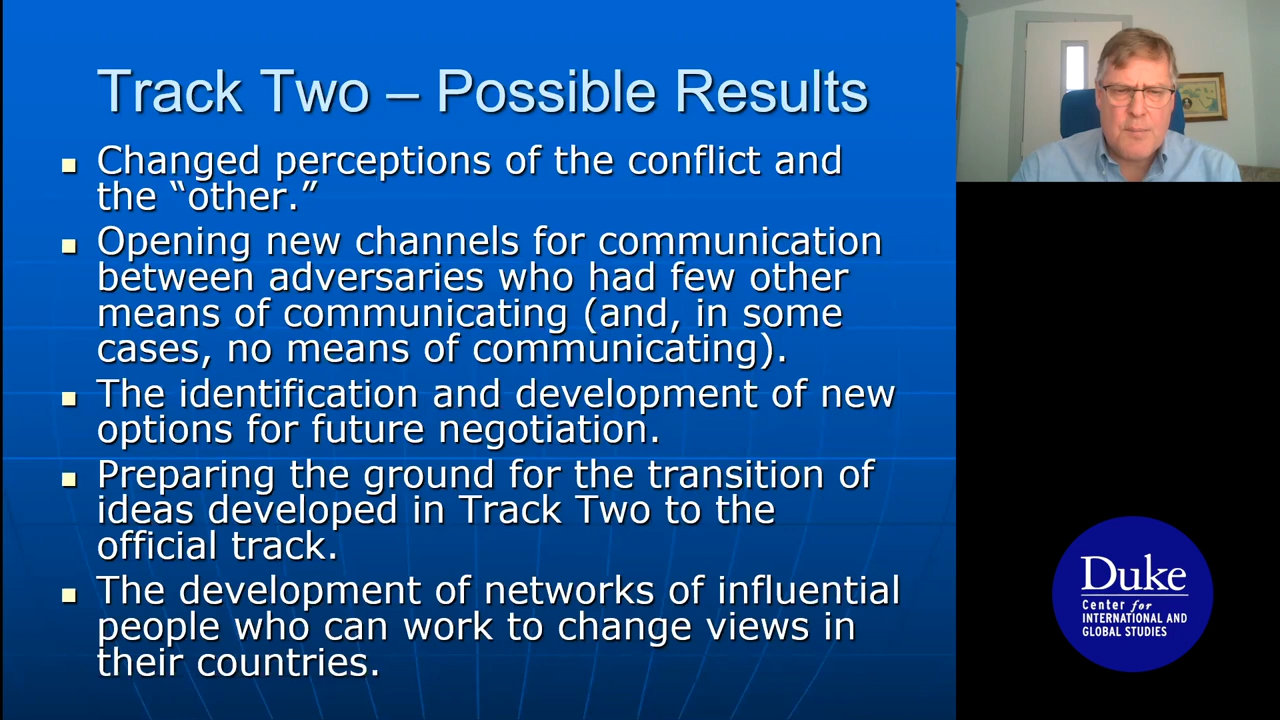 Track Two – Possible Results
Changed perceptions of the conflict and
the “other.”
Opening new channels for communication
between adversaries who had few other
means of communicating (and, in some
cases, no means of communicating).
The identification and development of new
options for future negotiation.
Preparing the ground for the transition of
ideas developed in Track Two to the
official track.
The development of networks of influential
people who can work to change views in
their countries.
Duke
Center for
INTERNATIONAL AND
GLOBAL STUDIES